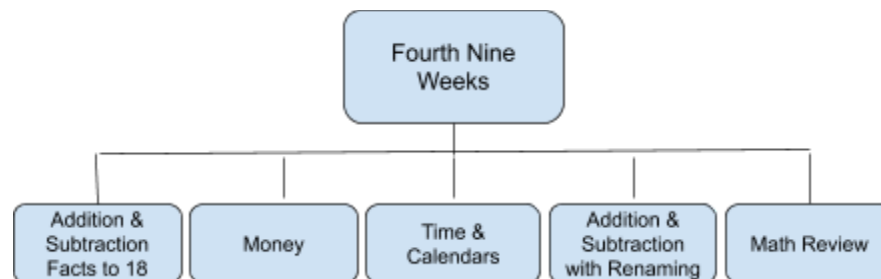 Fourth Nine
Weeks
Addition &
Subtraction
Facts to 18
Money
Time &
Calendars
Addition &
Subtraction
with Renaming
Math Review